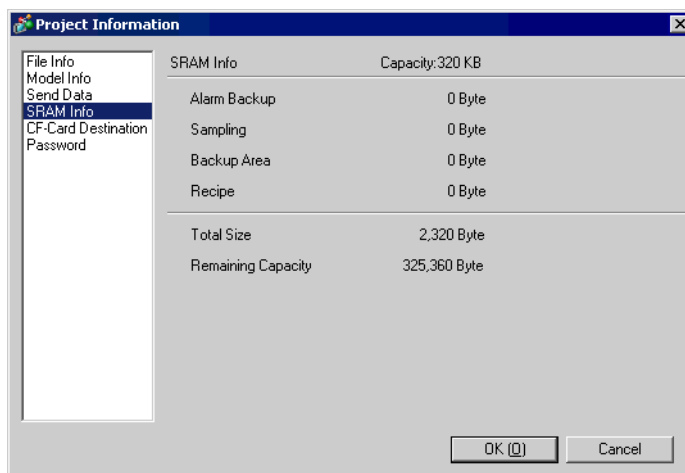 Project Information
File Info
Model Info
Send Data
SRAM Info
CF-Card Destination
Password
SRAM Info Capacity:320 KB
Alarm Backup 0 Byte
Sampling 0 Byte
Backup Area 0 Byte
Recipe 0 Byte
Total Size 2,320 Byte
Remaining Capacity 325,360 Byte
OK (O) Cancel